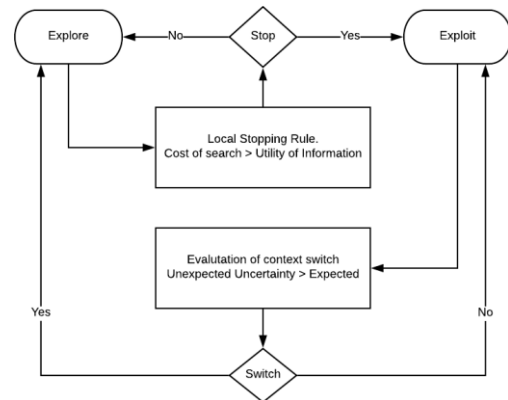 Explore
No
Stop
Yes
Exploit
Local Stopping Rule.
Cost of search > Utility of Information
Evalutation of context switch
Unexpected Uncertainty > Expected
Yes
No
Switch